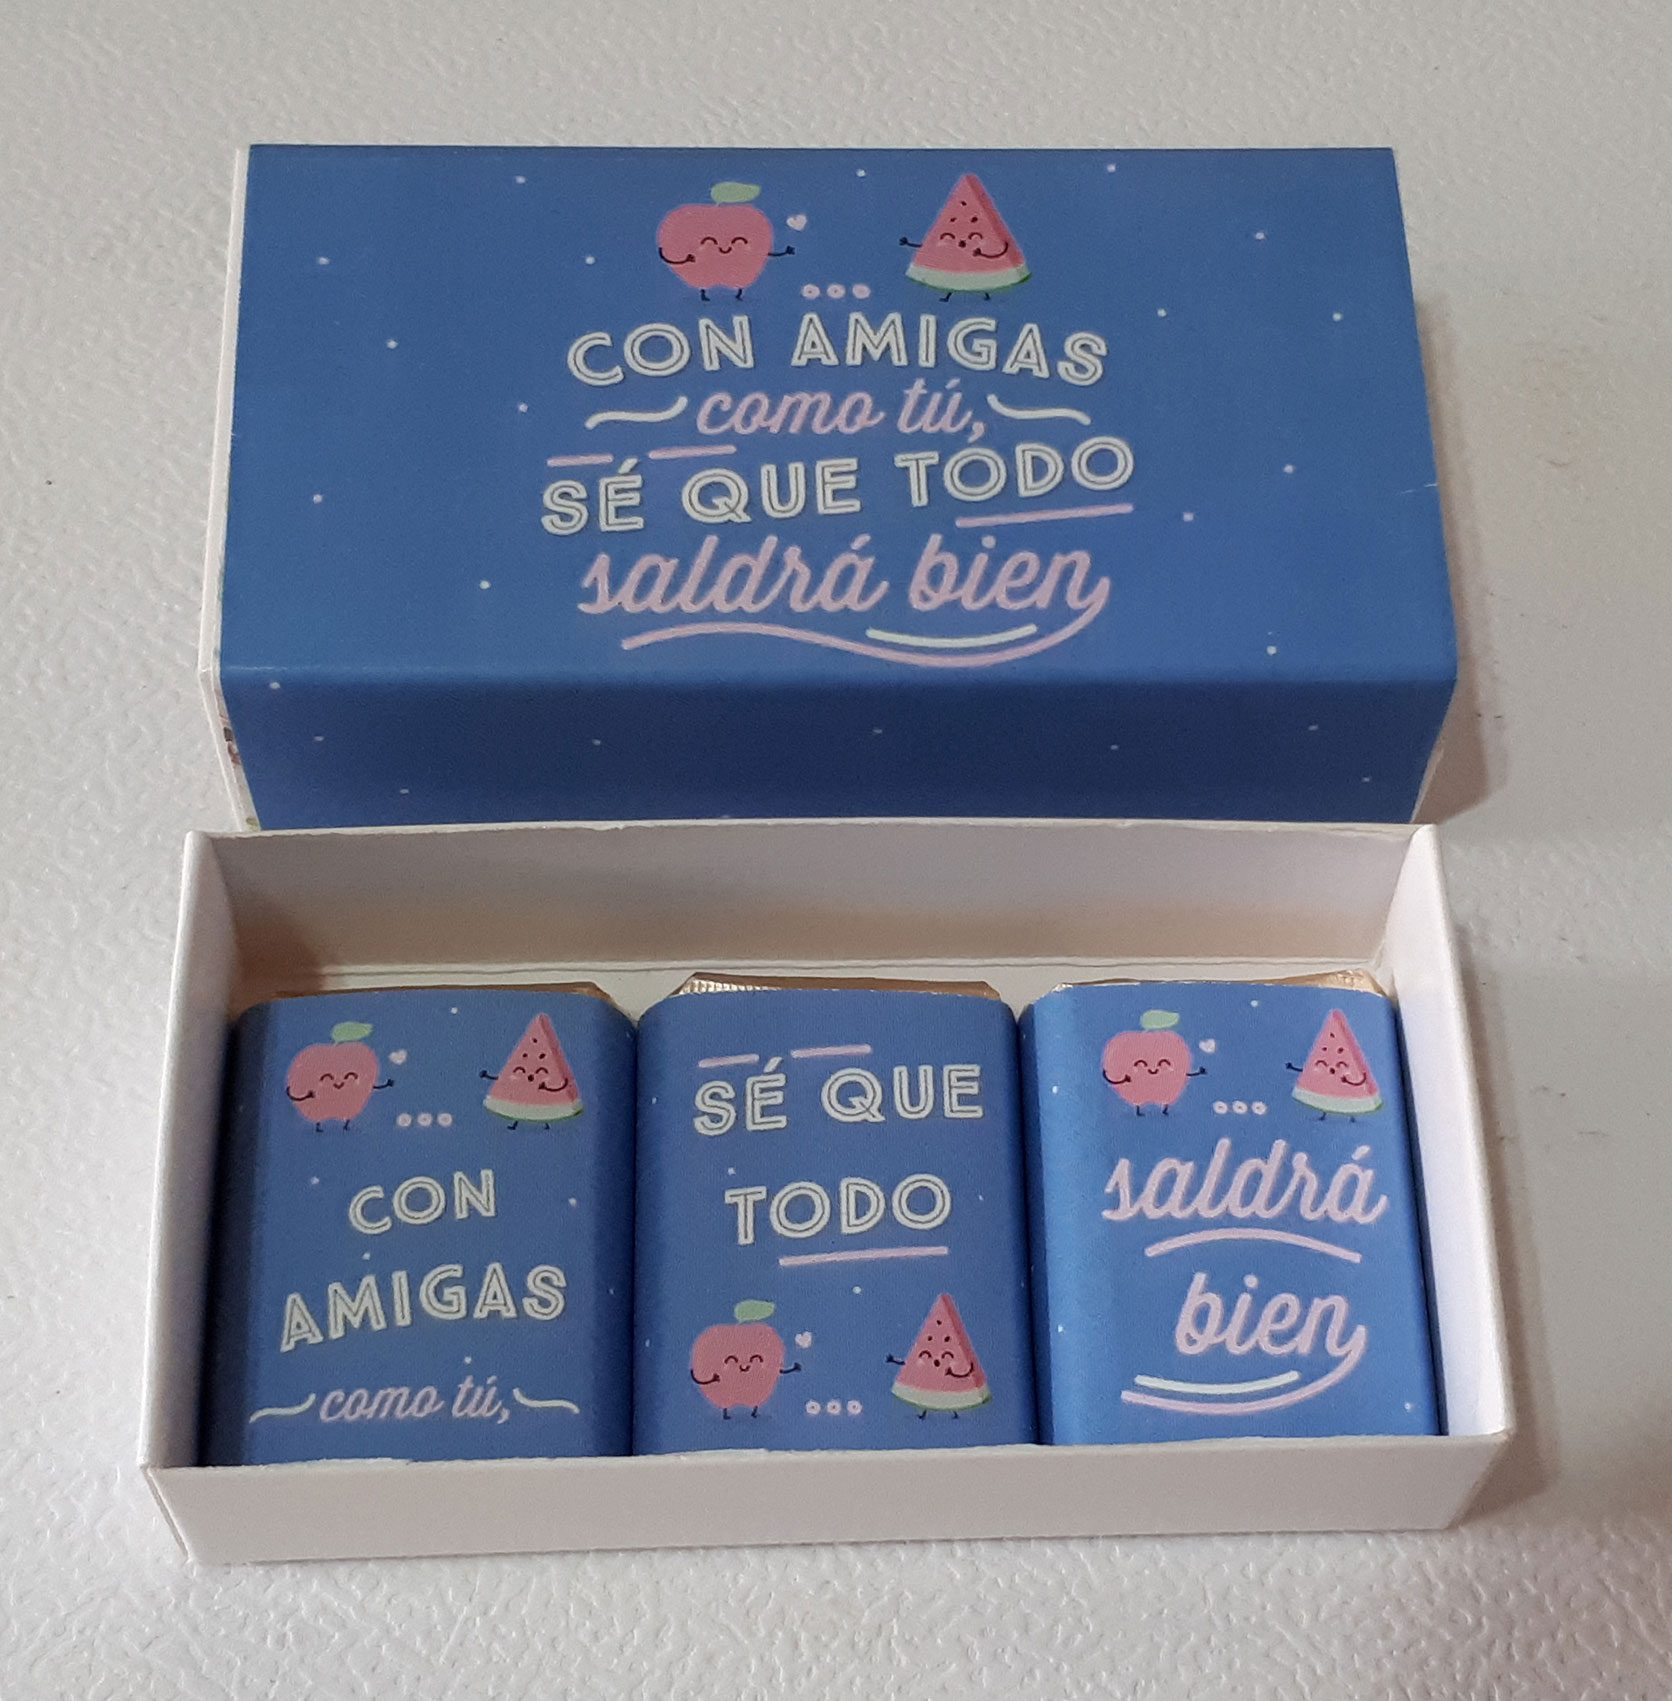 CON AMIGAS
como tú,
SÉ QUE TODO
saldrá bien
CON
AMIGAS
como tú,
SÉ QUE
TODO
saldrá
bien